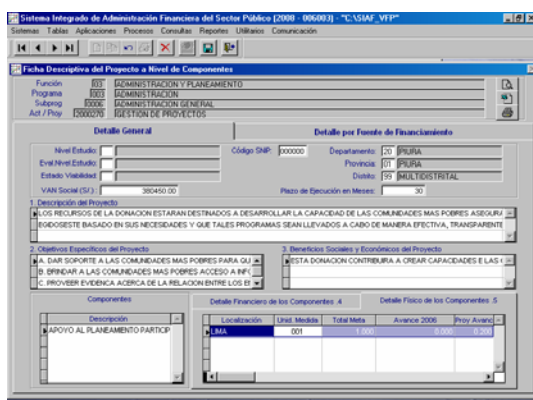 Sistema Integrado de Administración Financiera del Sector Público [2008 - 006003] - "C:\SIAF_VFP"
Sistemas Tablas Aplicaciones Procesos Consultas Reportes Utilitarios Comunicación
Ficha Descriptiva del Proyecto a Nivel de Componentes
Función 03 ADMINISTRACION Y PLANEAMIENTO
Programa 003 ADMINISTRACION
Subprog 0006 ADMINISTRACION GENERAL
Act / Proy 2000270 GESTION DE PROYECTOS
Detalle General Detalle por Fuente de Financiamiento
Nivel Estudio: Código SNIP: 000000 Departamento: 20 PIURA
Eval.Nivel.Estudio: Provincia: 01 PIURA
Estado Viabilidad: Distrito: 99 MULTIDISTRITAL
VAN Social (S/.): 380450.00 Plazo de Ejecución en Meses: 30
1. Descripción del Proyecto
LOS RECURSOS DE LA DONACION ESTARAN DESTINADOS A DESARROLLAR LA CAPACIDAD DE LAS COMUNIDADES MAS POBRES ASEGURA
EGIDOSESTE BASADO EN SUS NECESIDADES Y QUE TALES PROGRAMAS SEAN LLEVADOS A CABO DE MANERA EFECTIVA, TRANSPARENTE
2. Objetivos Específicos del Proyecto 3. Beneficios Sociales y Económicos del Proyecto
A. DAR SOPORTE A LAS COMUNIDADES MAS POBRES PARA QU ESTA DONACION CONTRIBUIRA A CREAR CAPACIDADES E LAS
B. BRINDAR A LAS COMUNIDADES MAS POBRES ACCESO A INFO
C. PROVEER EVIDENCA ACERCA DE LA RELACION ENTRE LOS
Componentes Detalle Financiero de los Componentes .4 Detalle Físico de los Componentes .5
Descripción Localización Unid. Medida Total Meta Avance 2006 Proy Avanc
APOYO AL PLANEAMIENTO PARTICIP LIMA 001 1.000 0.000 0.200